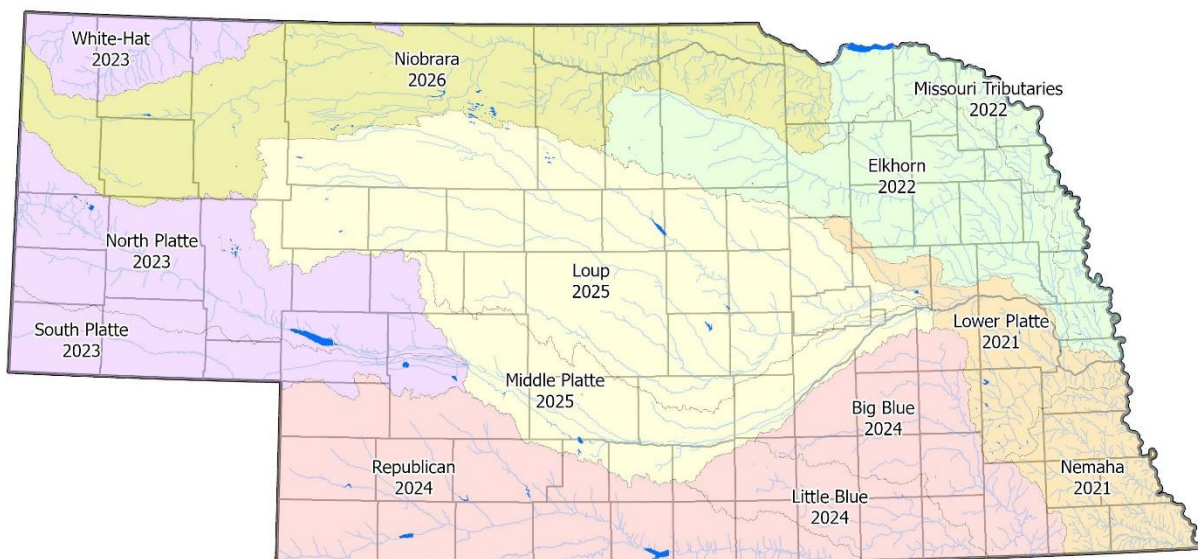 White-Hat
2023
Niobrara
2026
Missouri Tributaries
2022
Elkhorn
2022
North Platte
2023
Loup
2025
South Platte
2023
Lower Platte
2021
Middle Platte
2025
Big Blue
2024
Republican
2024
Nemaha
2021
Little Blue
2024